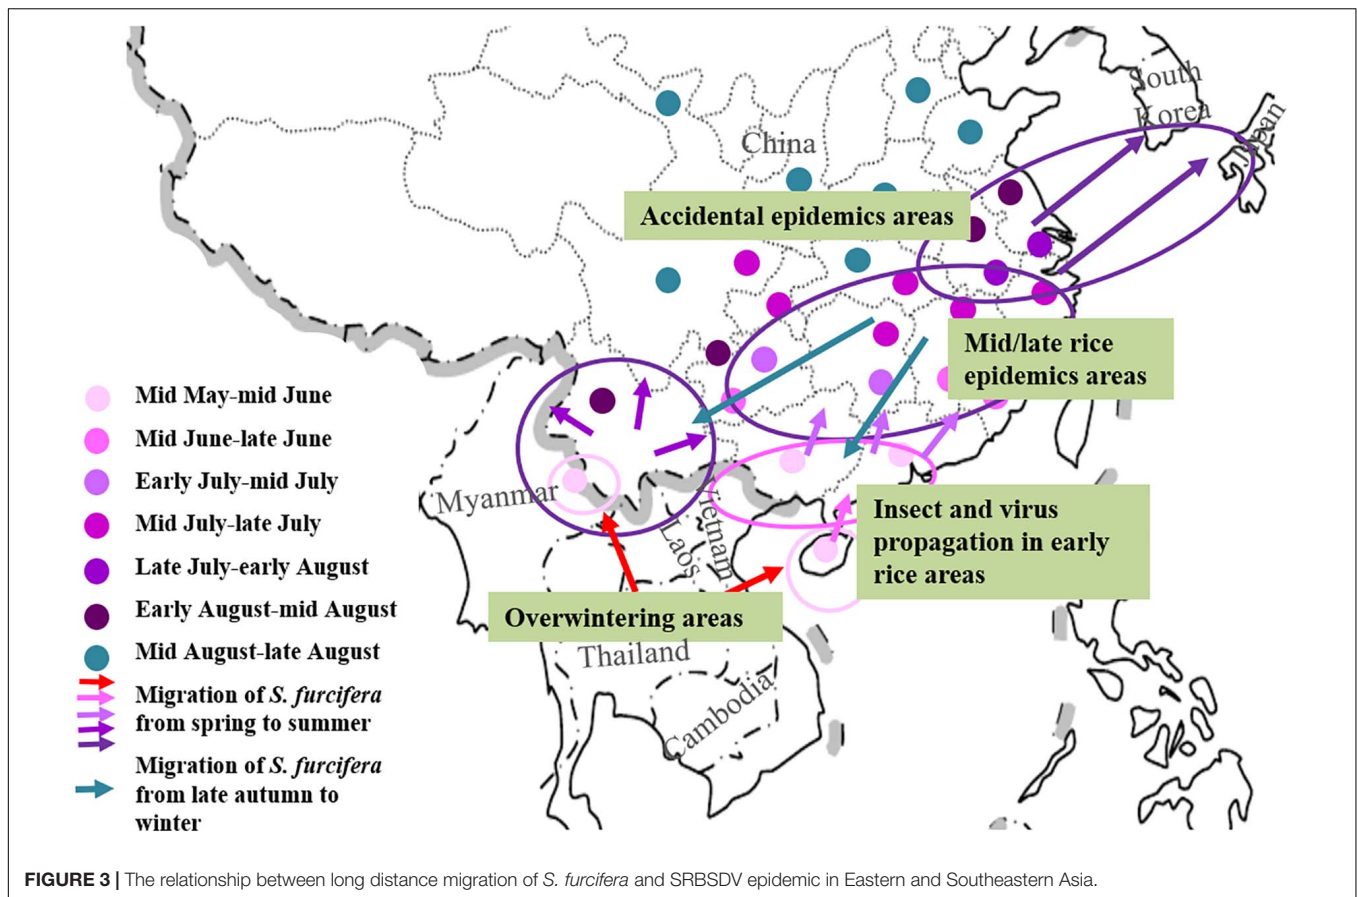 South
Korea
Japan
China
Accidental epidemics areas
Mid/late rice
epidemics areas
Mid May-mid June
Mid June-late June
Early July-mid July
Mid July-late July
Late July-early August
Early August-mid August
Mid August-late August
Migration of S. furcifera
from spring to summer
Migration of S. furcifera
from late autumn to
winter
Myanmar
Vietnam
Laos
Insect and virus
propagation in early
rice areas
Overwintering areas
Thailand
Cambodia
FIGURE 3 | The relationship between long distance migration of S. furcifera and SRBSDV epidemic in Eastern and Southeastern Asia.